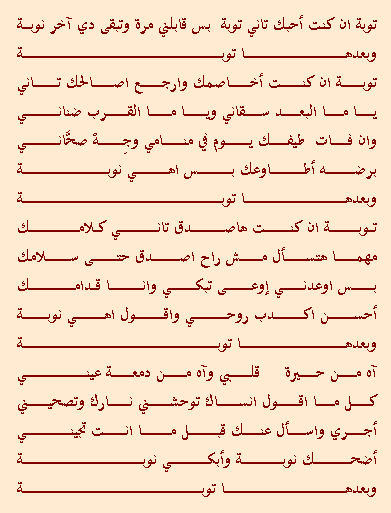 توبة ان كنت أحبك تاني توبة بس قابلني مرة وتبقى دي آخر نوبة
وبعدها توبة
توبة ان كنت أخاصمك وارجع اصالحك تاني
ياما البعد سقاني وياما القرب ضناني
وان فات طيفك يوم في منامي وجه صحَّاني
برضه أطاوعك بس اهي نوبة
وبعدها توبة
توبة ان كنت هاصدق تاني كلامك
مهما هتسأل مش راح اصدق حتى سلامك
بس اوعدني إوعى تبكي وانا قدامك
أحسن اكدب روحي واقول اهي نوبة
وبعدها توبة
آه من حيرة قلبي وآه من دمعة عيني
كل ما اقول انساك توحشني نارك وتصحيني
أجري واسأل عنك قبل ما انت تجيني
أضحك نوبة وأبكي نوبة
وبعدها توبة